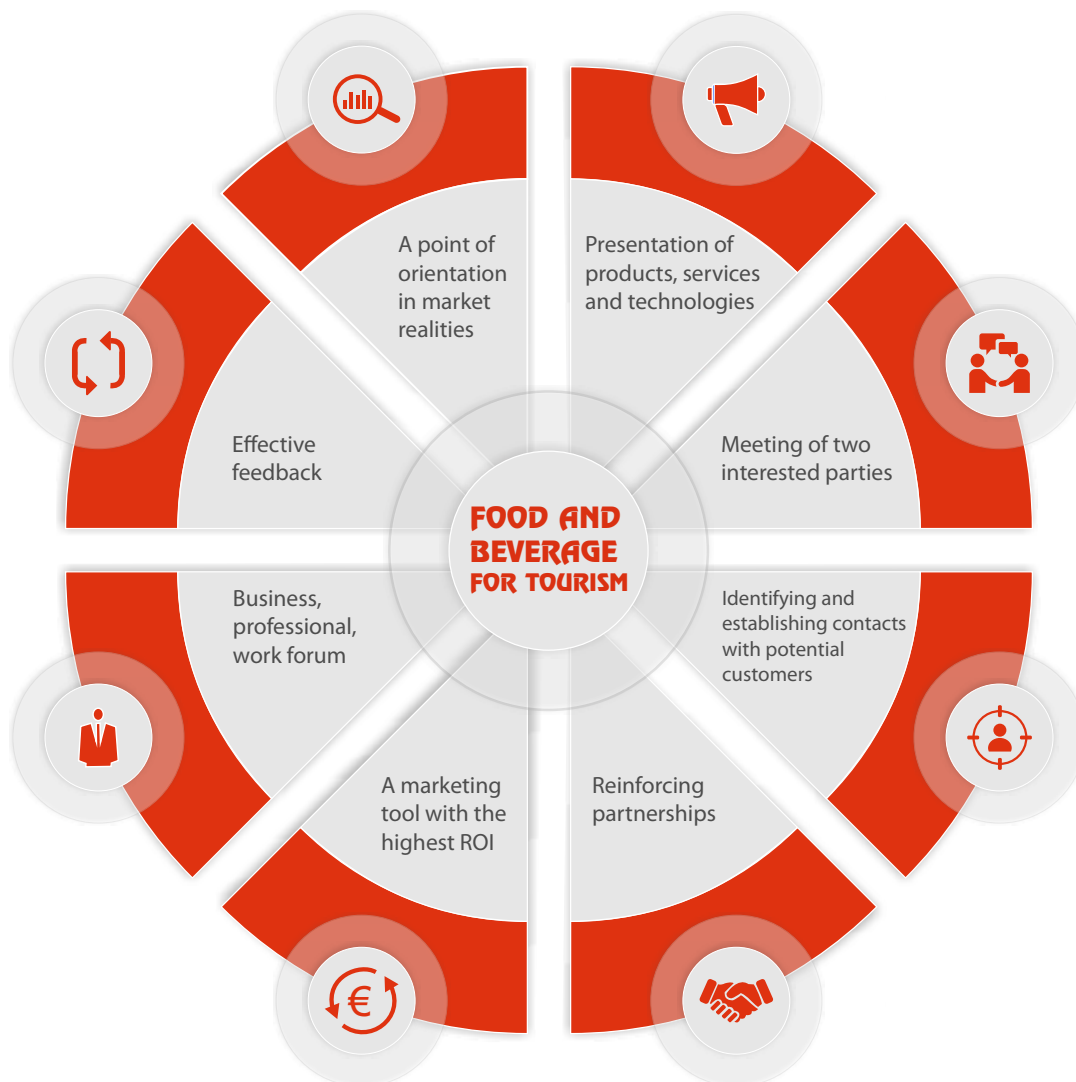 A point of
orientation
in market
realities
Presentation of
products, services
and technologies
Effective
feedback
Meeting of two
interested parties
FOOD AND
BEVERAGE
FOR TOURISM
Business,
professional,
work forum
Identifying and
establishing contacts
with potential
customers
A marketing
tool with the
highest ROI
Reinforcing
partnerships
€